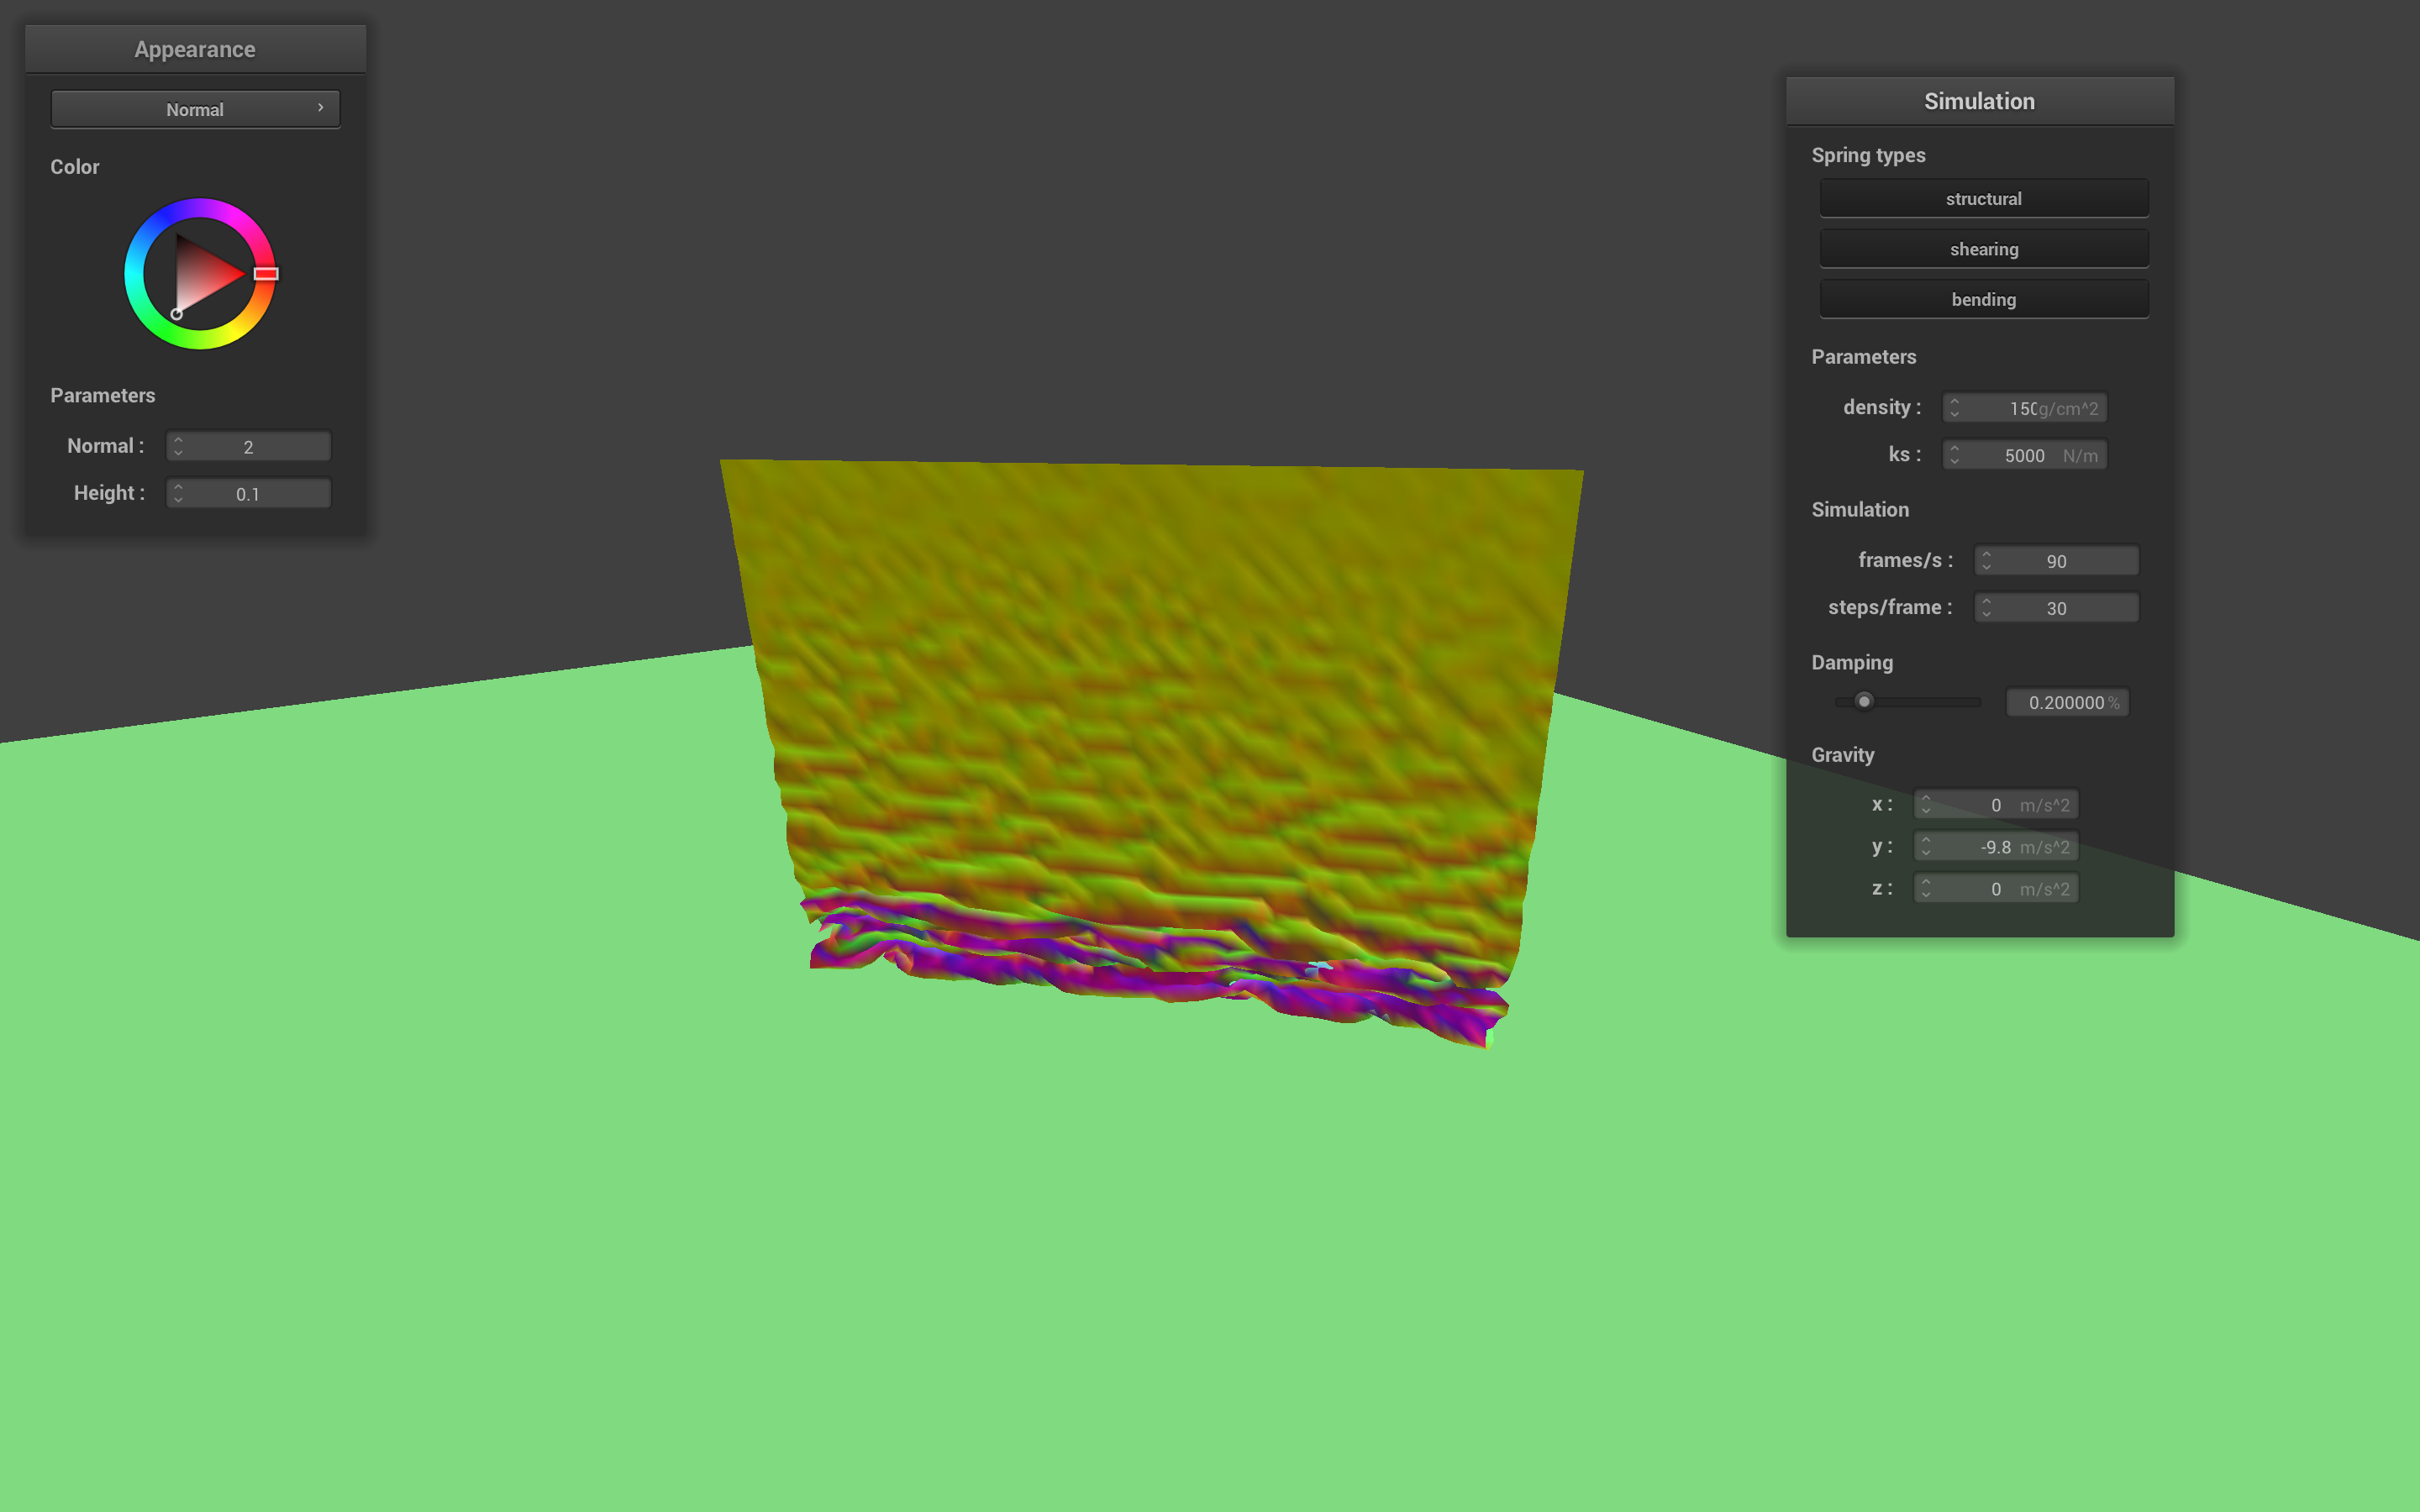 Appearance
Normal
Color
Parameters
Normal :
2
Height :
0.1
Simulation
Spring types
structural
shearing
bending
Parameters
density :
150g/cm^2
ks :
5000 N/m
Simulation
frames/s :
90
steps/frame :
30
Damping
0.200000 %
Gravity
x :
0 m/s^2
y :
-9.8 m/s^2
z :
0 m/s^2